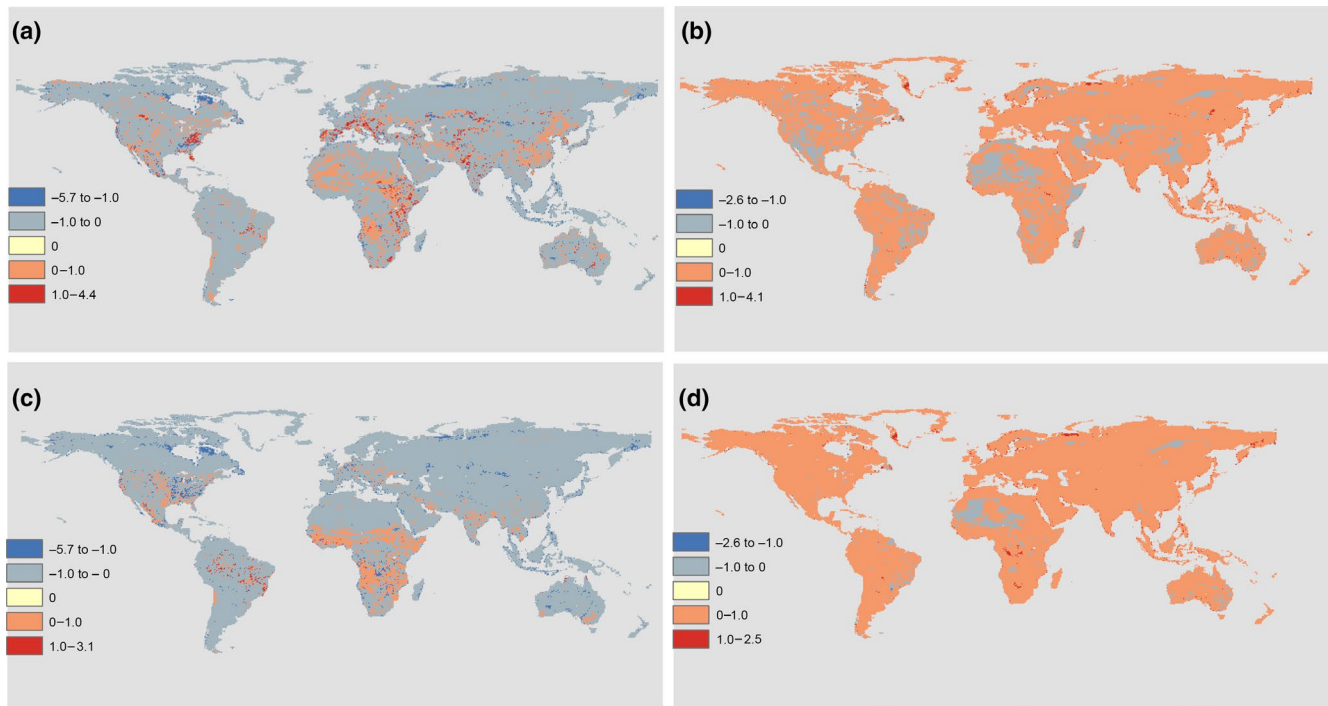 (a)
−5.7 to −1.0
−1.0 to 0
0
0−1.0
1.0−4.4
(b)
−2.6 to −1.0
−1.0 to 0
0
0−1.0
1.0−4.1
(c)
−5.7 to −1.0
−1.0 to − 0
0
0−1.0
1.0−3.1
(d)
−2.6 to −1.0
−1.0 to 0
0
0−1.0
1.0−2.5